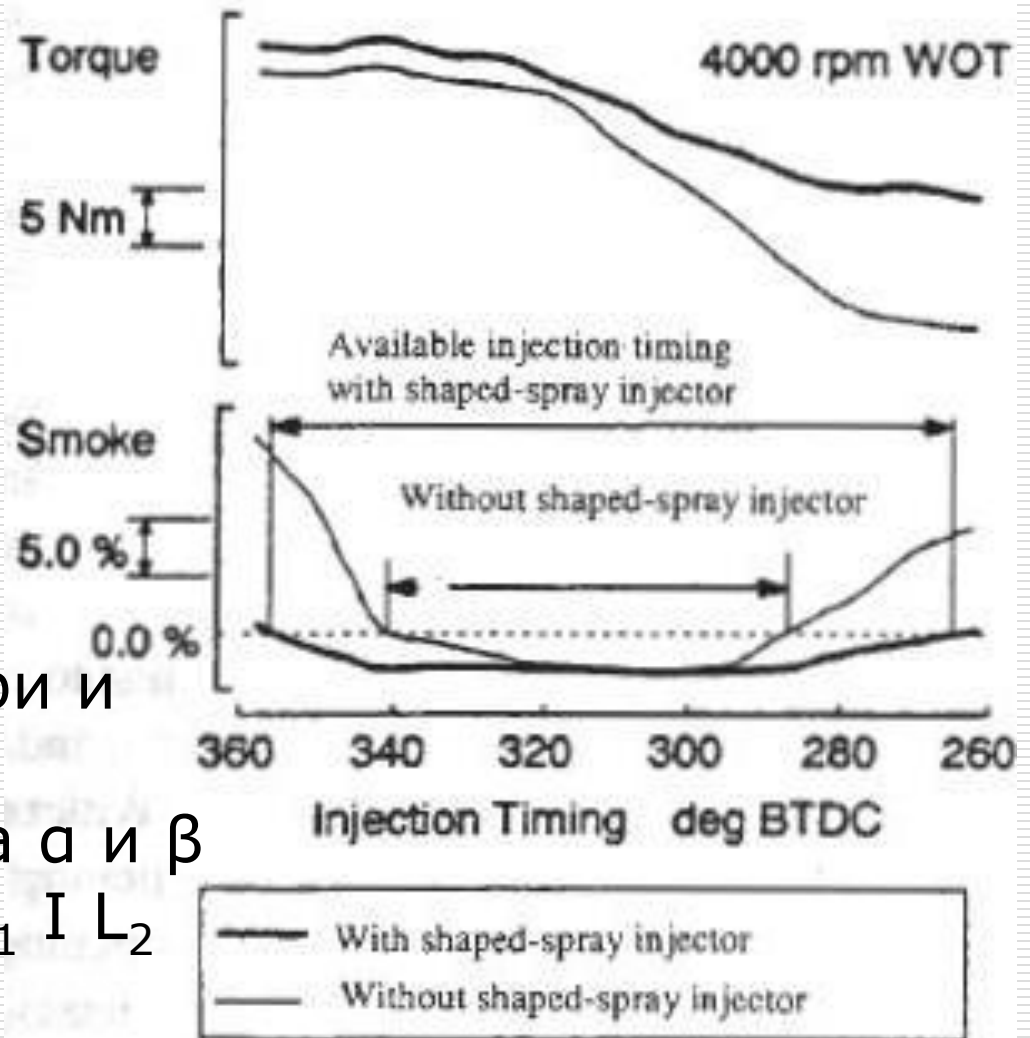 Torque
4000 rpm WOT
5 Nm
Available injection timing
with shaped-spray injector
Smoke
Without shaped-spray injector
5.0 %
0.0 %
и
360 340 320 300 280 260
Injection Timing deg BTDC
α и β
I L₂
With shaped-spray injector
Without shaped-spray injector